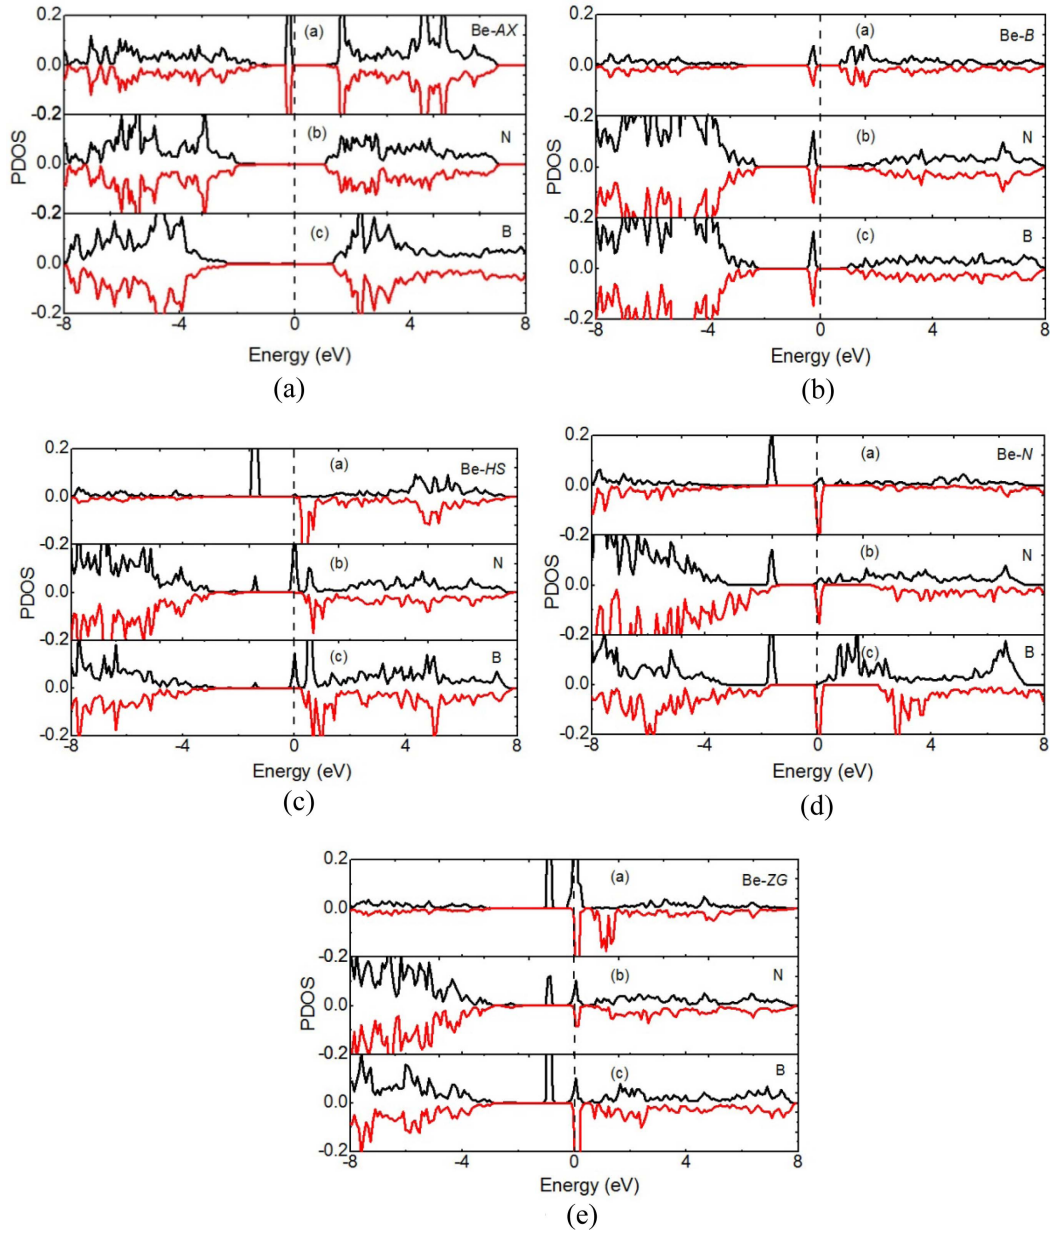 0.2
(a)
Be-AX
0.0
-0.2
(b)
N
0.0
-0.2
(c)
B
0.0
-0.2
-8
-4
0
4
8
PDOS
Energy (eV)
(a)
0.2
(a)
Be-B
0.0
-0.2
(b)
N
0.0
-0.2
(c)
B
0.0
-0.2
-8
-4
0
4
8
PDOS
Energy (eV)
(b)
0.2
(a)
Be-HS
0.0
-0.2
(b)
N
0.0
-0.2
(c)
B
0.0
-0.2
-8
-4
0
4
8
PDOS
Energy (eV)
(c)
0.2
(a)
Be-N
0.0
-0.2
(b)
N
0.0
-0.2
(c)
B
0.0
-0.2
-8
-4
0
4
8
PDOS
Energy (eV)
(d)
0.2
(a)
Be-ZG
0.0
-0.2
(b)
N
0.0
-0.2
(c)
B
0.0
-0.2
-8
-4
0
4
8
PDOS
Energy (eV)
(e)